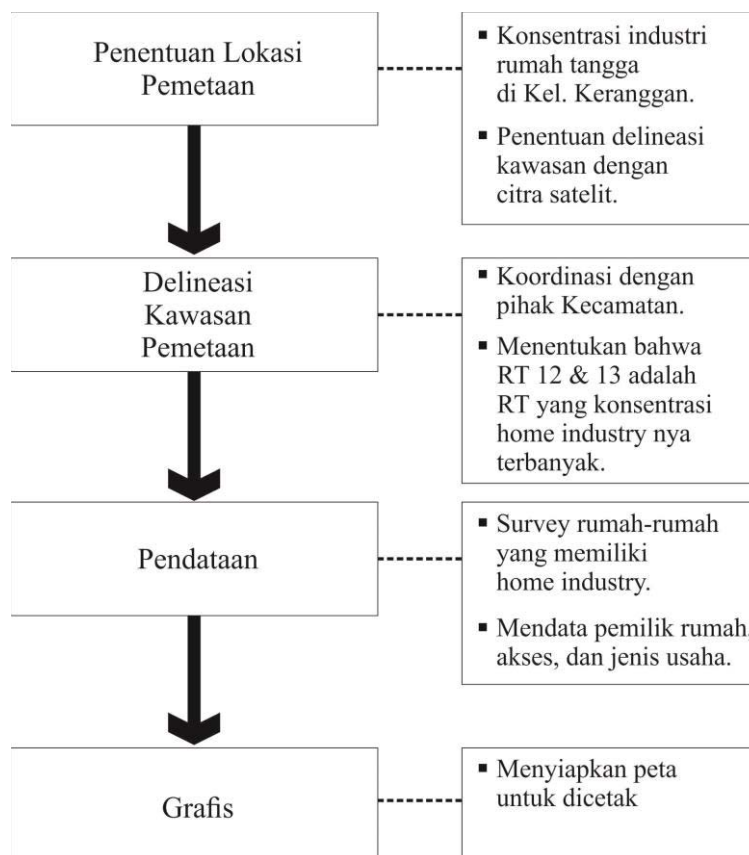 Penentuan Lokasi
Pemetaan
▪ Konsentrasi industri
rumah tangga
di Kel. Keranggan.
▪ Penentuan delineasi
kawasan dengan
citra satelit.
Delineasi
Kawasan
Pemetaan
▪ Koordinasi dengan
pihak Kecamatan.
▪ Menentukan bahwa
RT 12 & 13 adalah
RT yang konsentrasi
home industry nya
terbanyak.
Pendataan
▪ Survey rumah-rumah
yang memiliki
home industry.
▪ Mendata pemilik rumah,
akses, dan jenis usaha.
Grafis
▪ Menyiapkan peta
untuk dicetak